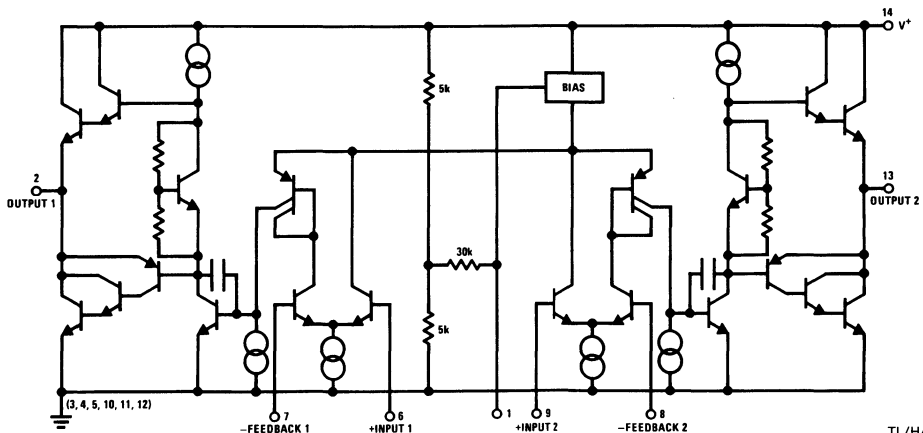 14
V+
5k
BIAS
2
OUTPUT 1
13
OUTPUT 2
30k
5k
(3, 4, 5, 10, 11, 12)
7
−FEEDBACK 1
6
+INPUT 1
1
9
+INPUT 2
8
−FEEDBACK 2